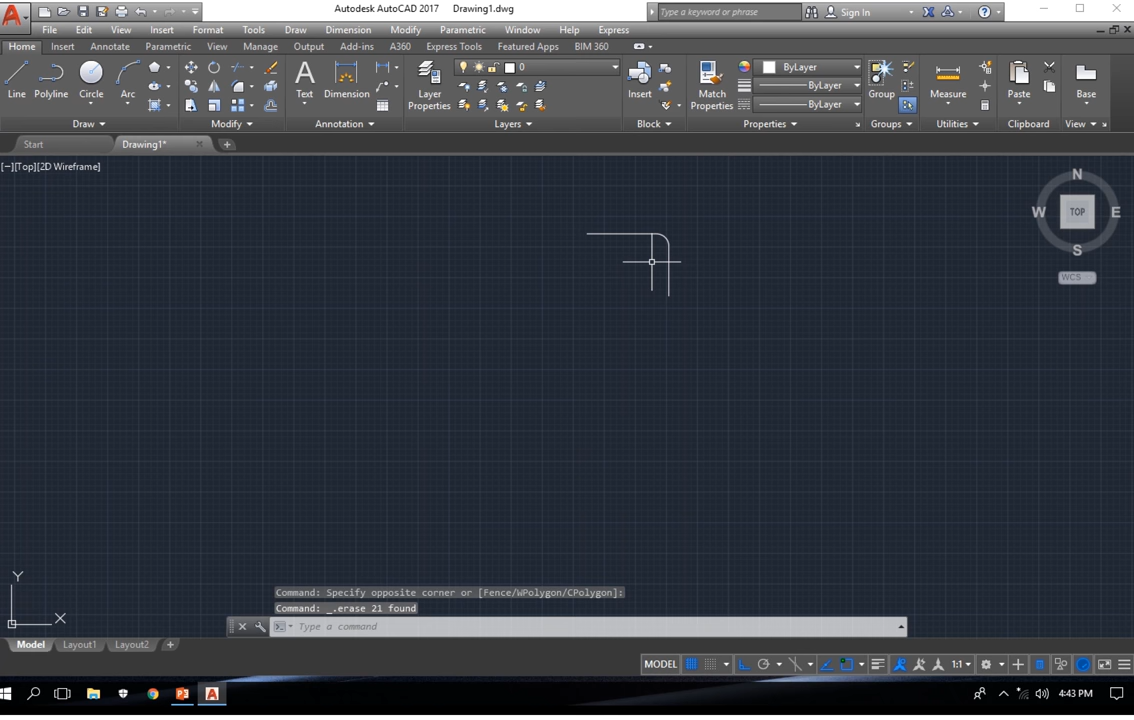 Autodesk AutoCAD 2017 Drawing1.dwg
Type a keyword or phrase
Sign In
File Edit View Insert Format Tools Draw Dimension Modify Parametric Window Help Express
Home Insert Annotate Parametric View Manage Output Add-ins A360 Express Tools Featured Apps BIM 360
0
ByLayer
ByLayer
ByLayer
Line Polyline Circle Arc
Text Dimension
Layer Properties
Insert
Match Properties
Group
Measure
Paste
Base
Draw Modify Annotation Layers Block Properties Groups Utilities Clipboard View
Start Drawing1*
[−][Top][2D Wireframe]
N
W TOP E
S
WCS
Y
X
Command: Specify opposite corner or [Fence/WPolygon/CPolygon]:
Command: _.erase 21 found
Type a command
Model Layout1 Layout2
MODEL 1:1
4:43 PM